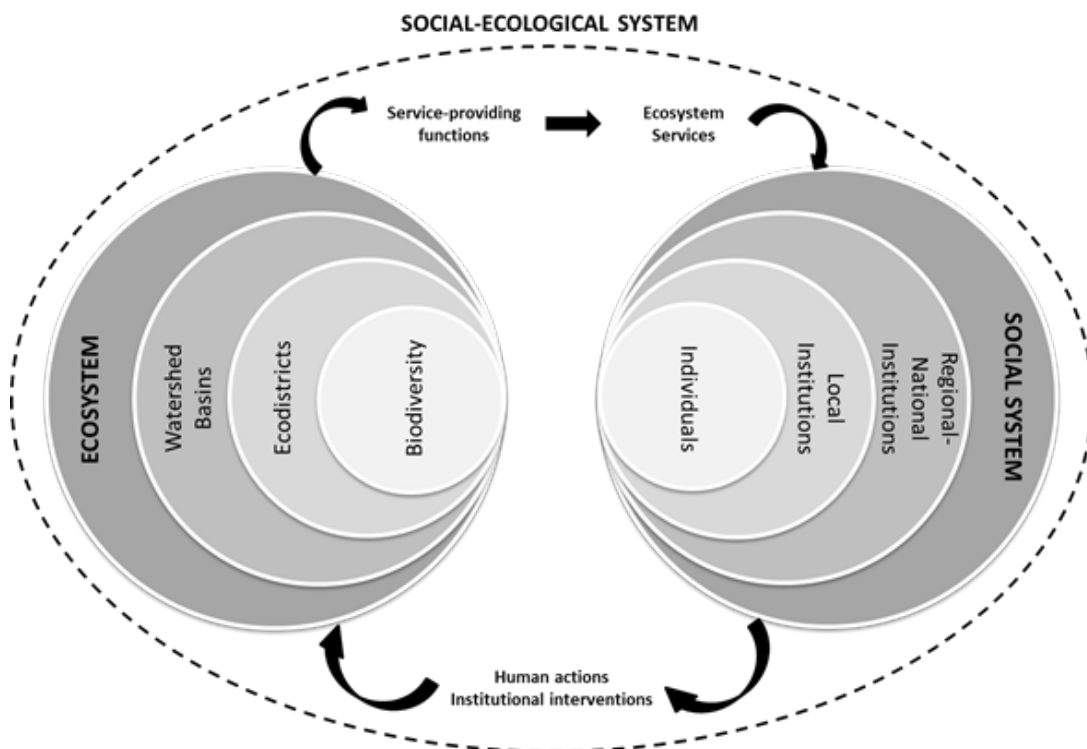 SOCIAL-ECOLOGICAL SYSTEM
Service-providing
functions
Ecosystem
Services
ECOSYSTEM
Watershed
Basins
Ecodistricts
Biodiversity
Individuals
Local
Institutions
Regional-
National
Institutions
SOCIAL SYSTEM
Human actions
Institutional interventions